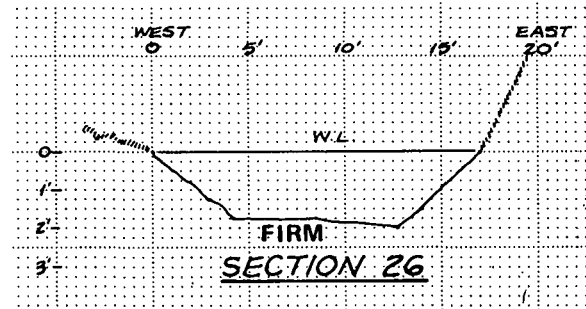 WEST EAST
0 5' 10' 15' 20'
W.L.
0
1'
2'
3'
FIRM
SECTION 26